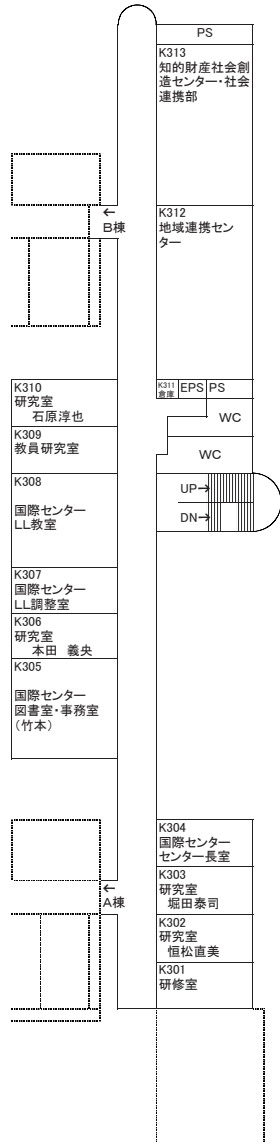 PS
K313
知的財産社会創
造センター・社会
連携部
←
B棟
K312
地域連携セン
ター
K310
研究室
石原淳也
K311
倉庫
EPS
PS
WC
K309
教員研究室
WC
K308
国際センター
LL教室
UP→
DN→
K307
国際センター
LL調整室
K306
研究室
本田　義央
K305
国際センター
図書室・事務室
（竹本）
K304
国際センター
センター長室
←
A棟
K303
研究室
堀田泰司
K302
研究室
恒松直美
K301
研修室